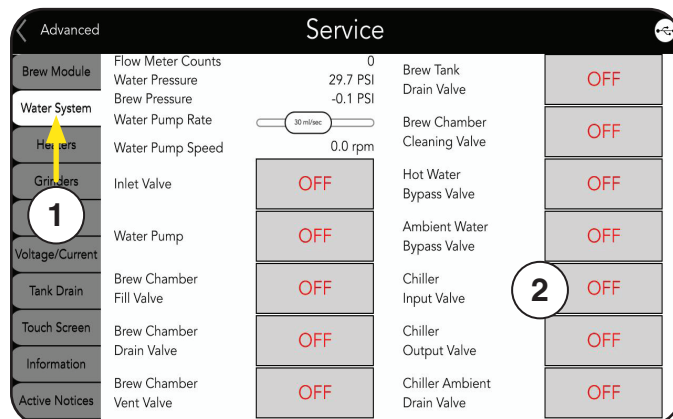 Advanced
Service
Brew Module
Water System
Heaters
Grinders
1
Voltage/Current
Tank Drain
Touch Screen
Information
Active Notices
Flow Meter Counts 0
Water Pressure 29.7 PSI
Brew Pressure -0.1 PSI
Water Pump Rate 30 ml/sec
Water Pump Speed 0.0 rpm
Inlet Valve OFF
Water Pump OFF
Brew Chamber
Fill Valve OFF
Brew Chamber
Drain Valve OFF
Brew Chamber
Vent Valve OFF
Brew Tank
Drain Valve OFF
Brew Chamber
Cleaning Valve OFF
Hot Water
Bypass Valve OFF
Ambient Water
Bypass Valve OFF
Chiller
Input Valve 2 OFF
Chiller
Output Valve OFF
Chiller Ambient
Drain Valve OFF